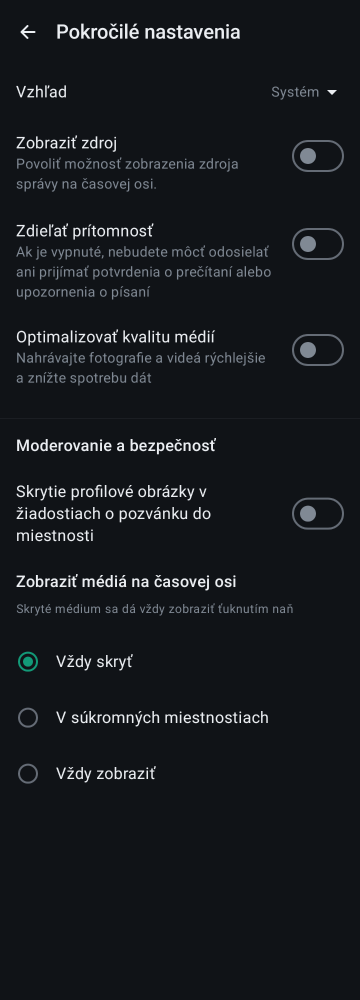 Pokročilé nastavenia
Vzhľad
Systém
Zobraziť zdroj
Povoliť možnosť zobrazenia zdroja
správy na časovej osi.
Zdieľať prítomnosť
Ak je vypnuté, nebudete môcť odosielať
ani prijímať potvrdenia o prečítaní alebo
upozornenia o písaní
Optimalizovať kvalitu médií
Nahrávajte fotografie a videá rýchlejšie
a znížte spotrebu dát
Moderovanie a bezpečnosť
Skrytie profilové obrázky v
žiadostiach o pozvánku do
miestnosti
Zobraziť médiá na časovej osi
Skryté médium sa dá vždy zobraziť ťuknutím naň
Vždy skryť
V súkromných miestnostiach
Vždy zobraziť